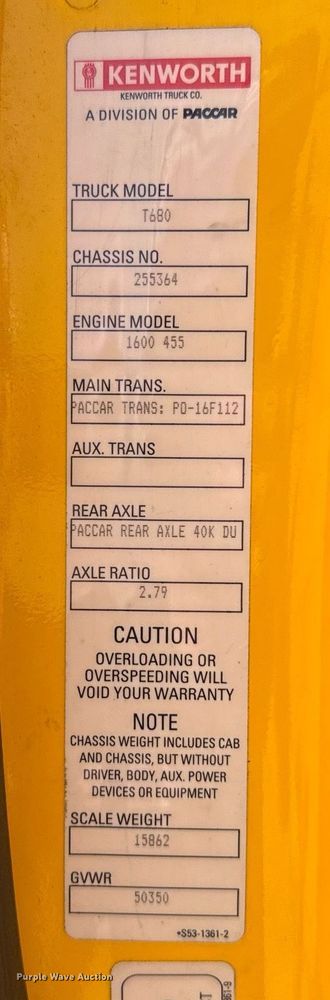 KENWORTH
KENWORTH TRUCK CO.
A DIVISION OF PACCAR
TRUCK MODEL
T680
CHASSIS NO.
255364
ENGINE MODEL
1600 455
MAIN TRANS.
PACCAR TRANS: PO-16F112
AUX. TRANS
REAR AXLE
PACCAR REAR AXLE 40K DU
AXLE RATIO
2.79
CAUTION
OVERLOADING OR
OVERSPEEDING WILL
VOID YOUR WARRANTY
NOTE
CHASSIS WEIGHT INCLUDES CAB
AND CHASSIS, BUT WITHOUT
DRIVER, BODY, AUX. POWER
DEVICES OR EQUIPMENT
SCALE WEIGHT
15862
GVWR
50350
*S53-1361-2
Purple Wave Auction